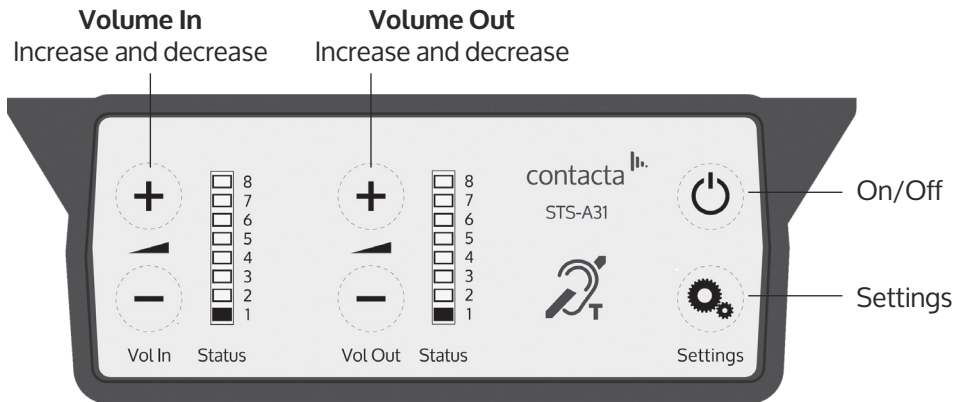 Volume In
Increase and decrease
Volume Out
Increase and decrease
8
7
6
5
4
3
2
1
Vol In
Status
8
7
6
5
4
3
2
1
Vol Out
Status
contacta
STS-A31
T
Settings
On/Off
Settings